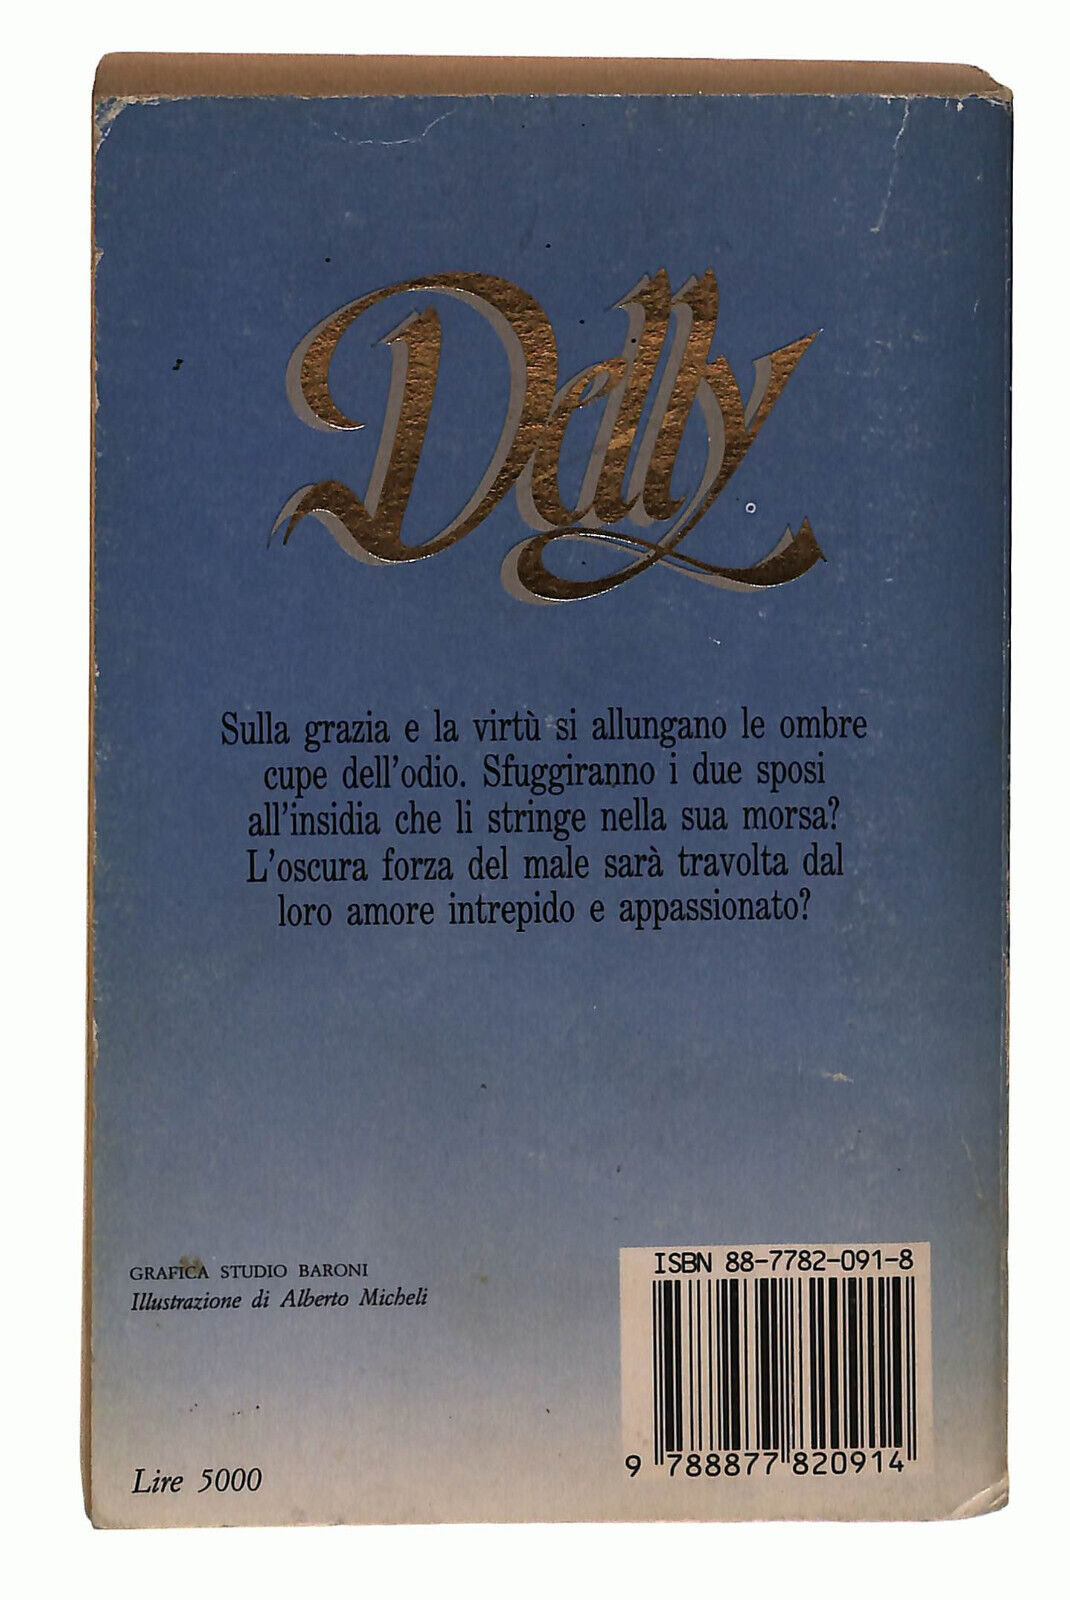 Delly
Sulla grazia e la virtù si allungano le ombre
cupe dell'odio. Sfuggiranno i due sposi
all'insidia che li stringe nella sua morsa?
L'oscura forza del male sarà travolta dal
loro amore intrepido e appassionato?
GRAFICA STUDIO BARONI
Illustrazione di Alberto Micheli
ISBN 88-7782-091-8
9 788877 820914
Lire 5000